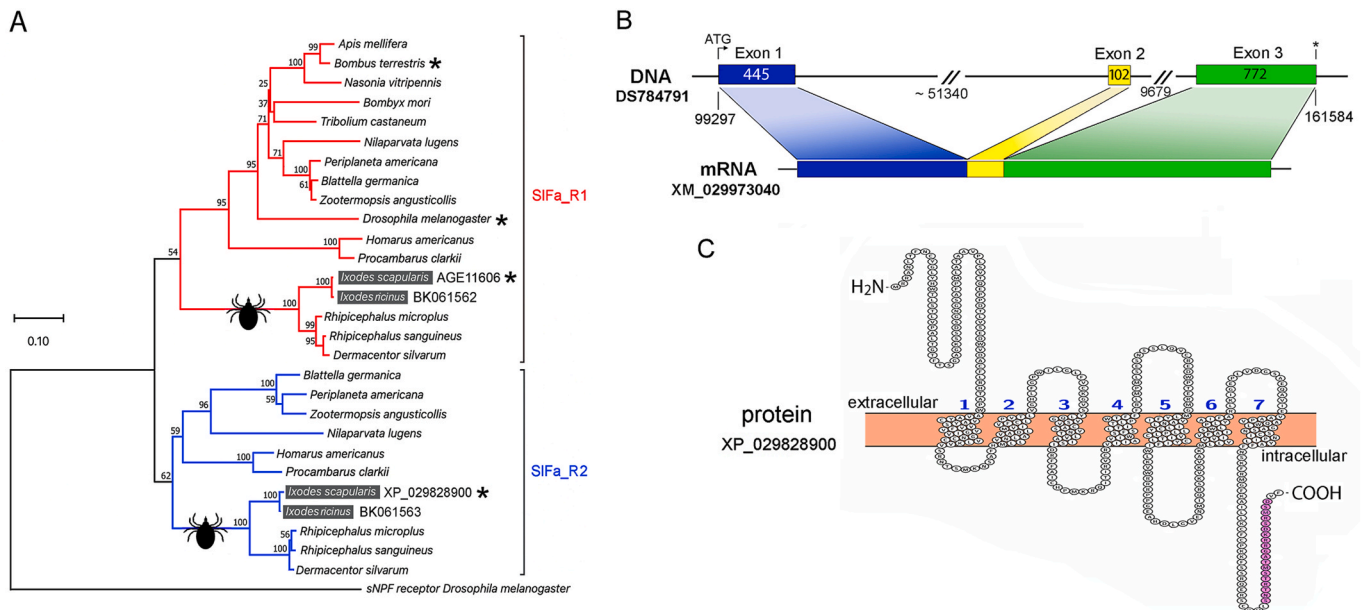 A
99
Apis mellifera
Bombus terrestris *
100
Nasonia vitripennis
25
Bombyx mori
37
Tribolium castaneum
71
Nilaparvata lugens
71
Periplaneta americana
100
Blattella germanica
61
Zootermopsis angusticollis
95
Drosophila melanogaster *
95
Homarus americanus
100
Procambarus clarkii
54
SIFa_R1
Ixodes scapularis AGE11606 *
100
Ixodes ricinus BK061562
100
Rhipicephalus microplus
99
Rhipicephalus sanguineus
95
Dermacentor silvarum
0.10
Blattella germanica
100
Periplaneta americana
59
Zootermopsis angusticollis
96
Nilaparvata lugens
59
Homarus americanus
100
Procambarus clarkii
62
SIFa_R2
Ixodes scapularis XP_029828900 *
100
Ixodes ricinus BK061563
100
Rhipicephalus microplus
56
Rhipicephalus sanguineus
100
Dermacentor silvarum
sNPF receptor Drosophila melanogaster
B
ATG
Exon 1
Exon 2
Exon 3
*
DNA
445
102
772
DS784791
~ 51340
9679
99297
161584
mRNA
XM_029973040
C
H₂N-
extracellular
1 2 3 4 5 6 7
protein
XP_029828900
intracellular
-COOH